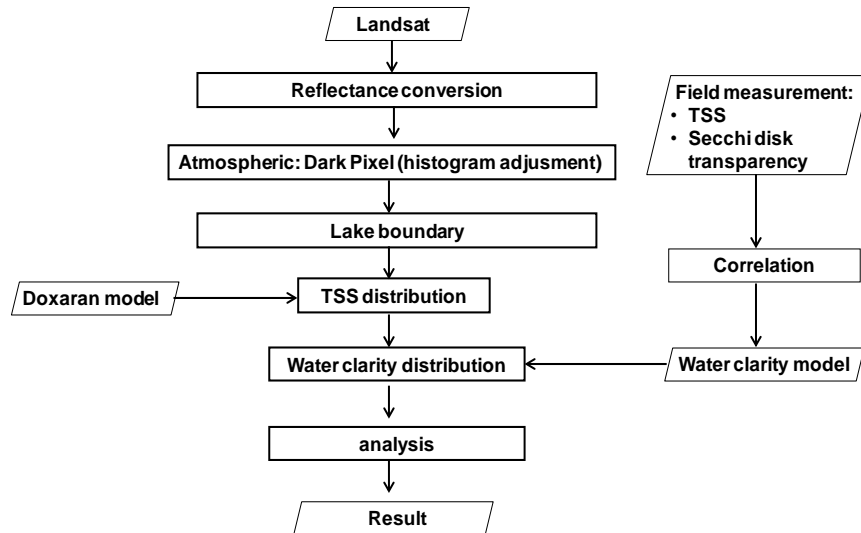 Landsat
Reflectance conversion
Field measurement:
• TSS
• Secchi disk
transparency
Atmospheric: Dark Pixel (histogram adjusment)
Lake boundary
Correlation
Doxaran model
TSS distribution
Water clarity distribution
Water clarity model
analysis
Result